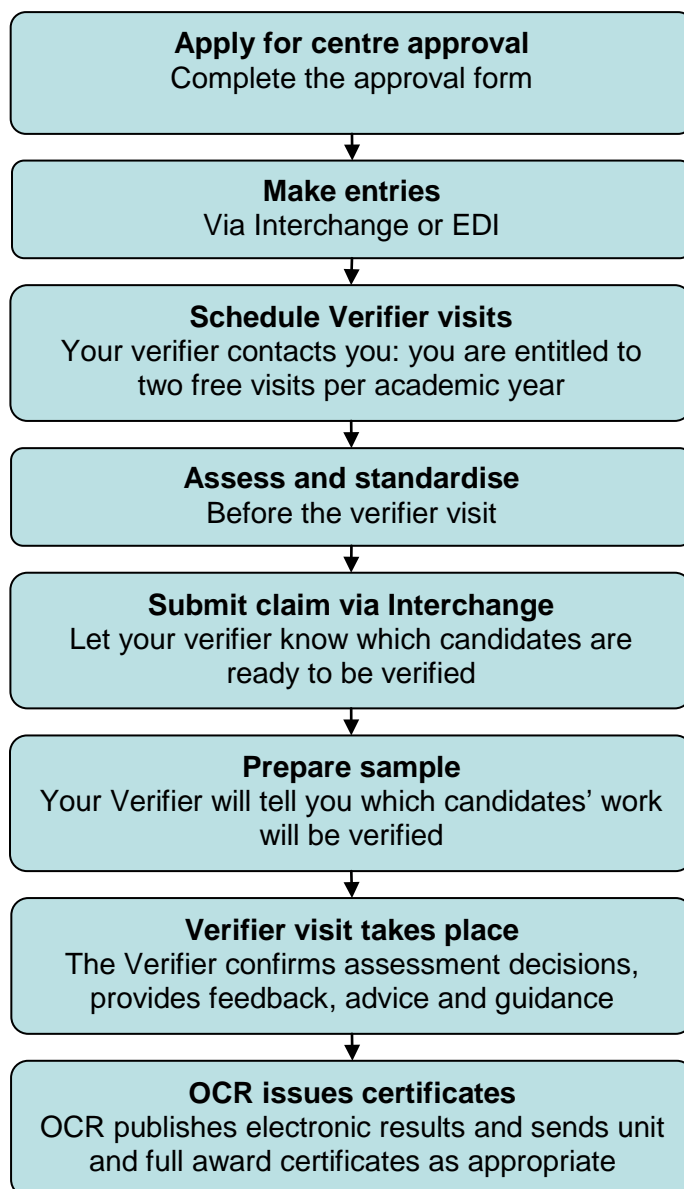 Apply for centre approval
Complete the approval form
Make entries
Via Interchange or EDI
Schedule Verifier visits
Your verifier contacts you: you are entitled to
two free visits per academic year
Assess and standardise
Before the verifier visit
Submit claim via Interchange
Let your verifier know which candidates are
ready to be verified
Prepare sample
Your Verifier will tell you which candidates’ work
will be verified
Verifier visit takes place
The Verifier confirms assessment decisions,
provides feedback, advice and guidance
OCR issues certificates
OCR publishes electronic results and sends unit
and full award certificates as appropriate